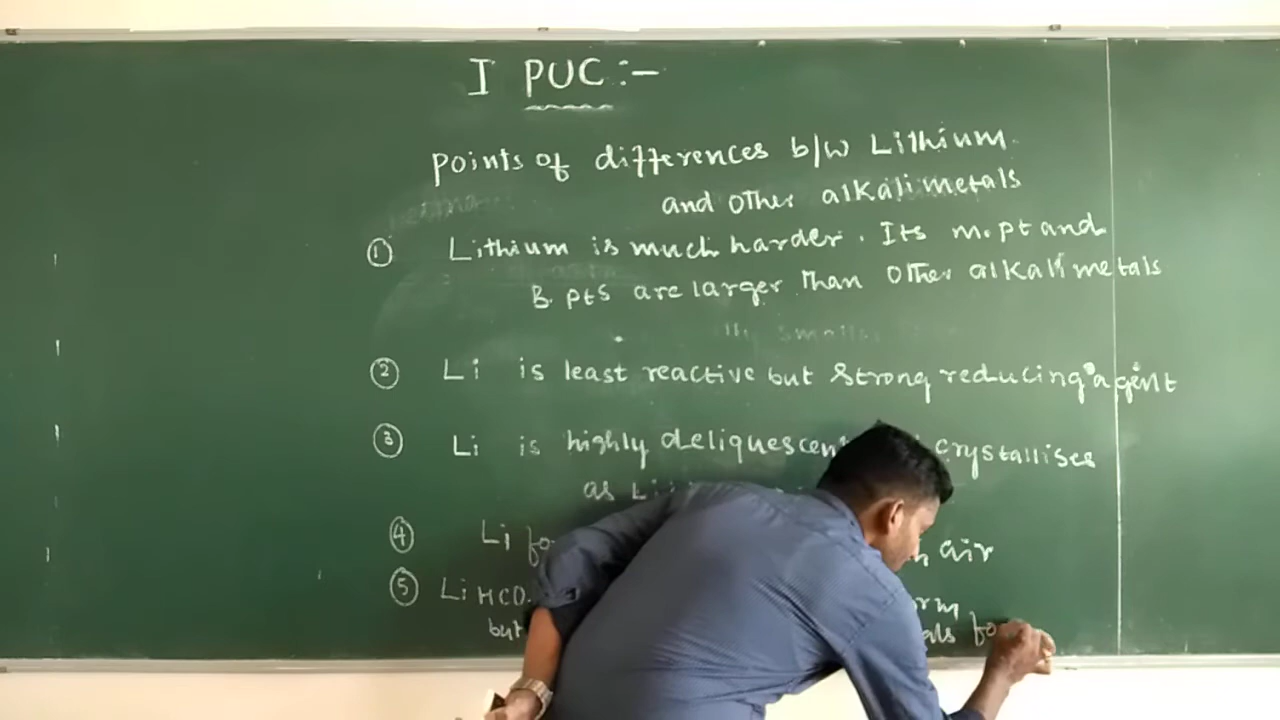 I PUC :-
points of differences b/w Lithium
and other alkali metals
① Lithium is much harder. Its m.pt and
B.pts are larger than other alkali metals
② Li is least reactive but strong reducing agent
③ Li is highly deliquescent crystallises
as
④ Li air
⑤ LiHCO
but